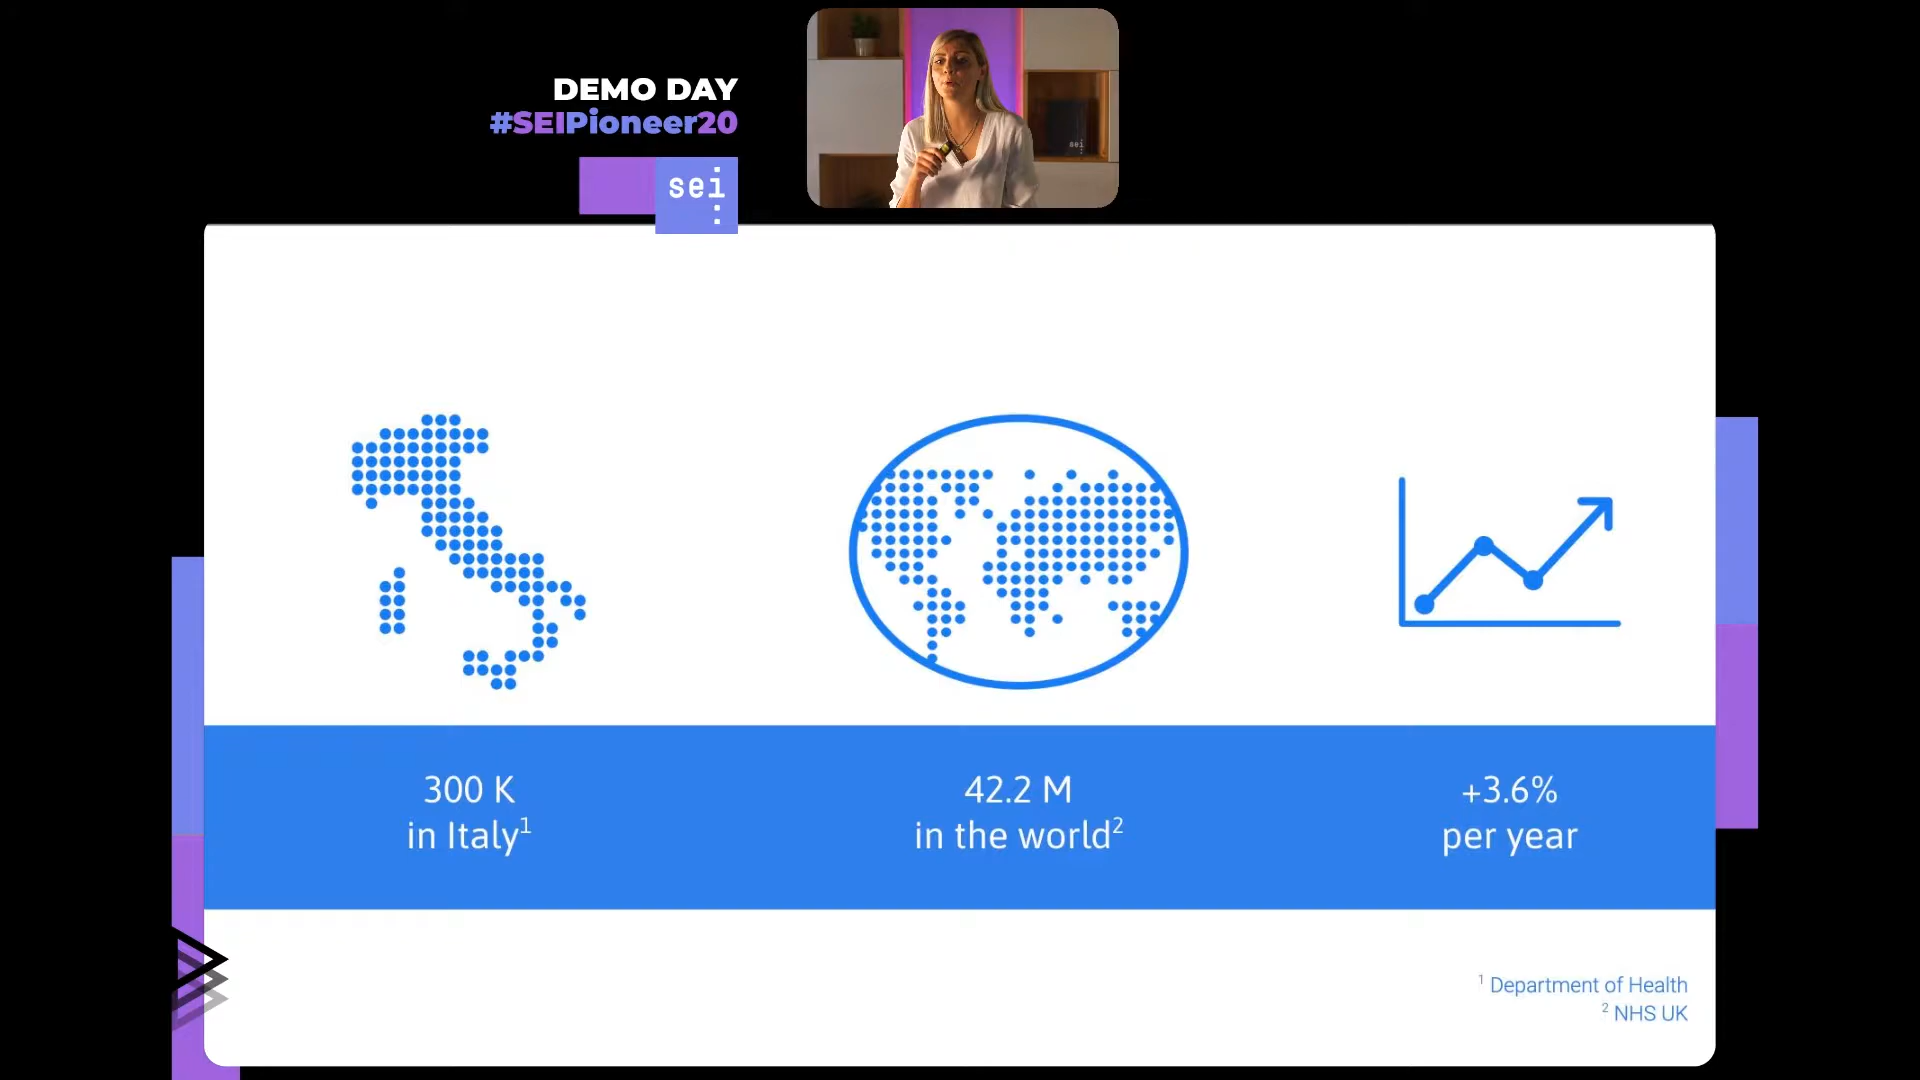 DEMO DAY
#SEIPioneer20
sei
sei
300 K
in Italy¹
42.2 M
in the world²
+3.6%
per year
¹ Department of Health
² NHS UK